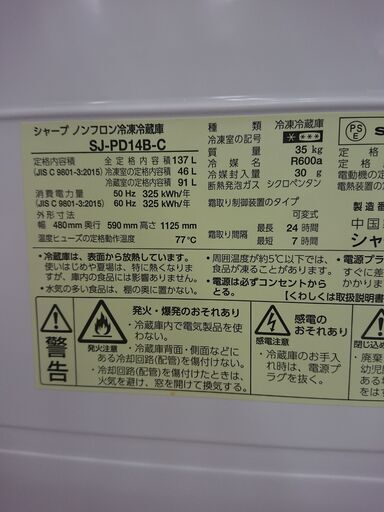 シャープ ノンフロン冷凍冷蔵庫
SJ-PD14B-C
定格内容積 全定格内容積 137 L
(JIS C 9801-3:2015) 冷凍室の定格内容積 46 L
冷蔵室の定格内容積 91 L
消費電力量 50 Hz 325 kWh/年
(JIS C 9801-3:2015) 60 Hz 325 kWh/年
外形寸法
幅 480mm 奥行 590mm 高さ 1125 mm
温度ヒューズの定格動作温度 77℃
種類 冷凍冷蔵庫
冷凍室の記号
質量 35 kg
冷媒 R600a
冷媒封入量 30 g
断熱発泡ガス シクロペンタン
霜取り制御装置のタイプ
可変式
霜取り間隔 最長 24 時間
最短 7 時間
PS
E
定格
定格
電動機の定
電熱装置の
製造番
中国
シャ
・冷蔵庫は、表面から放熱しています。
使いはじめや夏場は、特に熱くなりま
すが、庫内の食品には影響ありません。
・水気の多い食品は、棚の奥に置かない。
・周囲温度が約5℃以下では、食
品が凍ることがあります。
・電源は必ずコンセントから
とる。
・電源プラ
すぐに差
庫内の
【くわしくは取扱説明書
警告
発火・爆発のおそれあり
発火注意
・冷蔵庫内で電気製品を使
わない。
・冷蔵庫背面・側面などに
ある冷却回路(配管)を傷つけない。
・冷却回路(配管)を傷付けたときは、
火気を避け、窓を開けて換気する。
感電の
おそれあり
感電注意
・冷蔵庫のお手入
れ時は、電源プ
ラグを抜く。
閉じ込め
廃
幼児